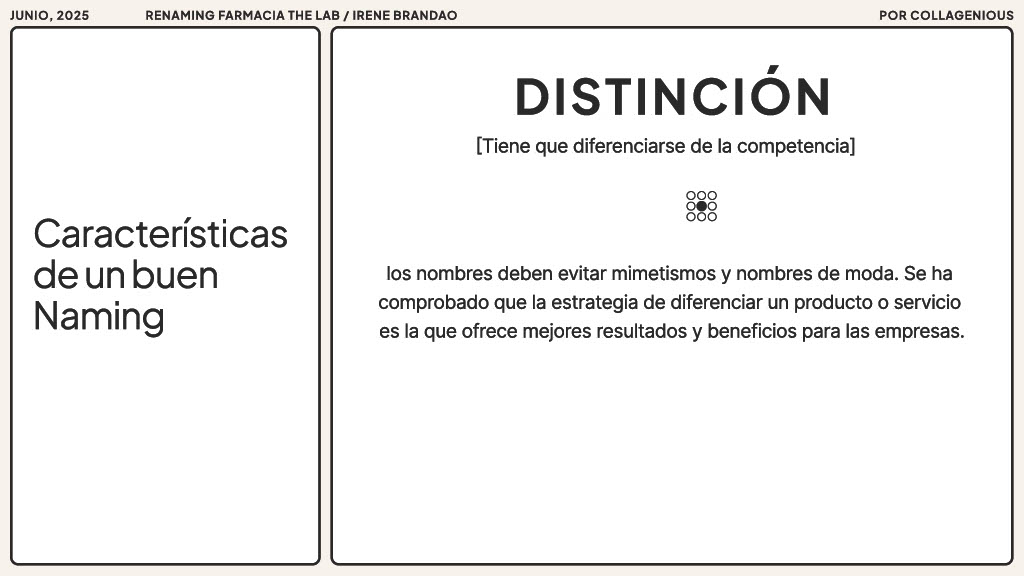 JUNIO, 2025
RENAMING FARMACIA THE LAB / IRENE BRANDAO
POR COLLAGENIOUS
Características
de un buen
Naming
DISTINCIÓN
[Tiene que diferenciarse de la competencia]
los nombres deben evitar mimetismos y nombres de moda. Se ha
comprobado que la estrategia de diferenciar un producto o servicio
es la que ofrece mejores resultados y beneficios para las empresas.